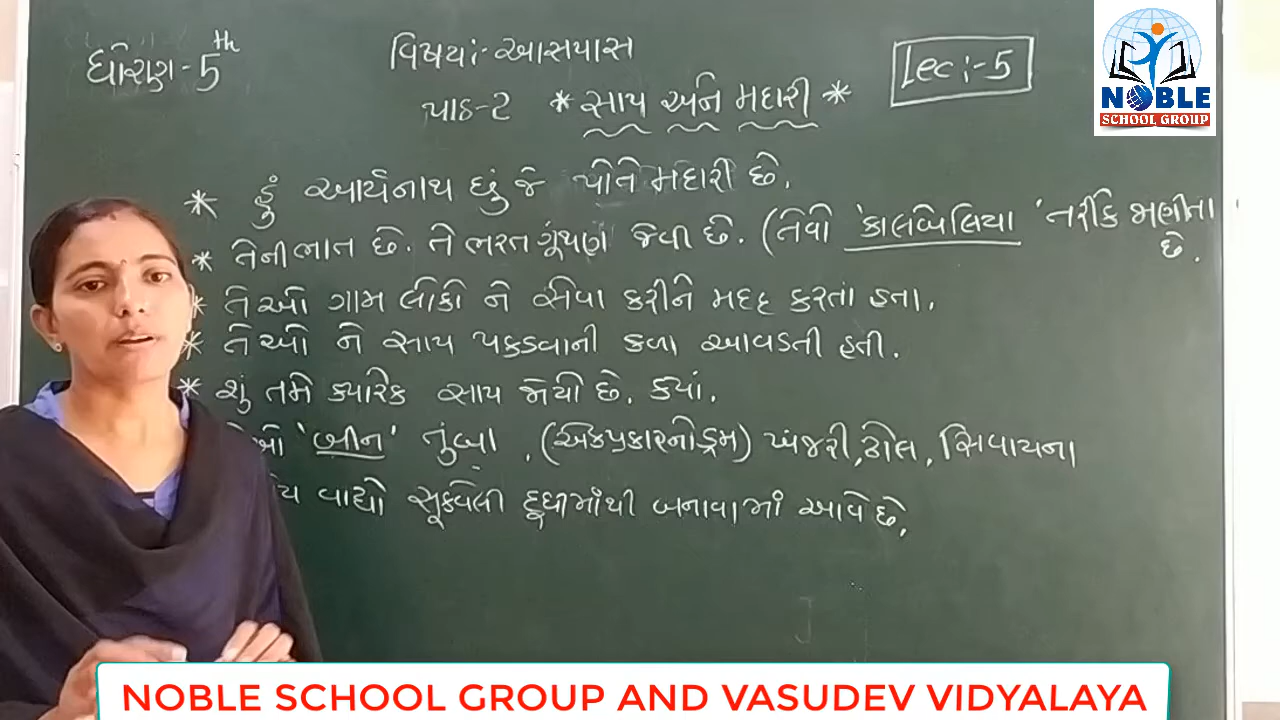 ધોરણ-5th
વિષય:-આસપાસ
Lec:-5
પાઠ-2 * સાપ અને મદારી *
NOBLE
SCHOOL GROUP
* હું આર્યનાથ છું જે પોતે મદારી છે.
* તેની ભાત છે. તે ભરત ગૂંથણ જેવી છે. (તેવો 'કાલબેલિયા' તરીકે જાણીતા છે.
* તેઓ ગામ લોકો ને સેવા કરીને મદદ કરતાં હતા.
* તેઓ ને સાપ પકડવાની કળા આવડતી હતી.
* શું તમે ક્યારેક સાપ જોયો છે. ક્યાં.
'બીન' તુંબા , (એકપ્રકારનો ડ્રમ) ખંજરી, ઢોલ, સિવાયના
વાદ્યો સૂકવેલી દૂધીમાંથી બનાવામાં આવે છે.
NOBLE SCHOOL GROUP AND VASUDEV VIDYALAYA